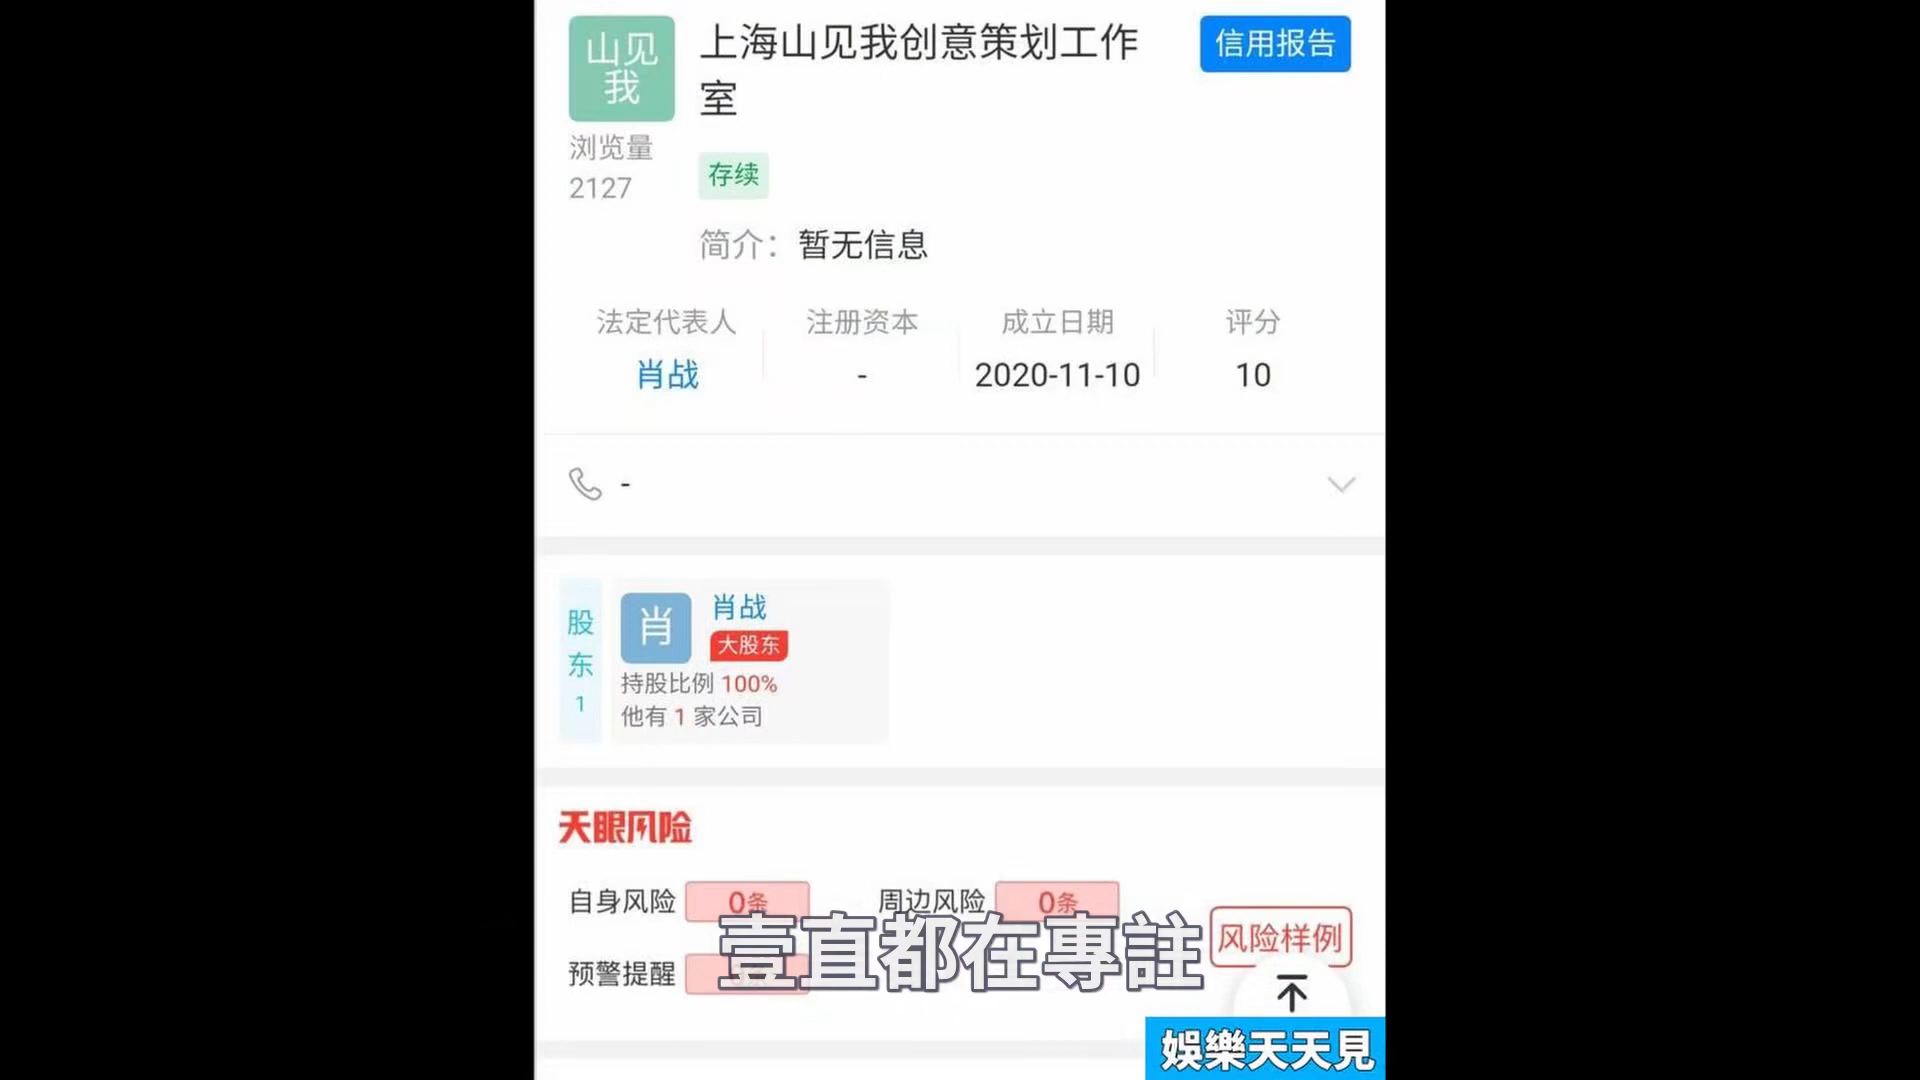 山见
我
上海山见我创意策划工作
室
信用报告
浏览量
2127
存续
简介：暂无信息
法定代表人
肖战
注册资本
-
成立日期
2020-11-10
评分
10
-
股
东
1
肖
肖战
大股东
持股比例 100%
他有 1 家公司
天眼风险
自身风险 0条
周边风险 0条
预警提醒
风险样例
壹直都在專註
娛樂天天見